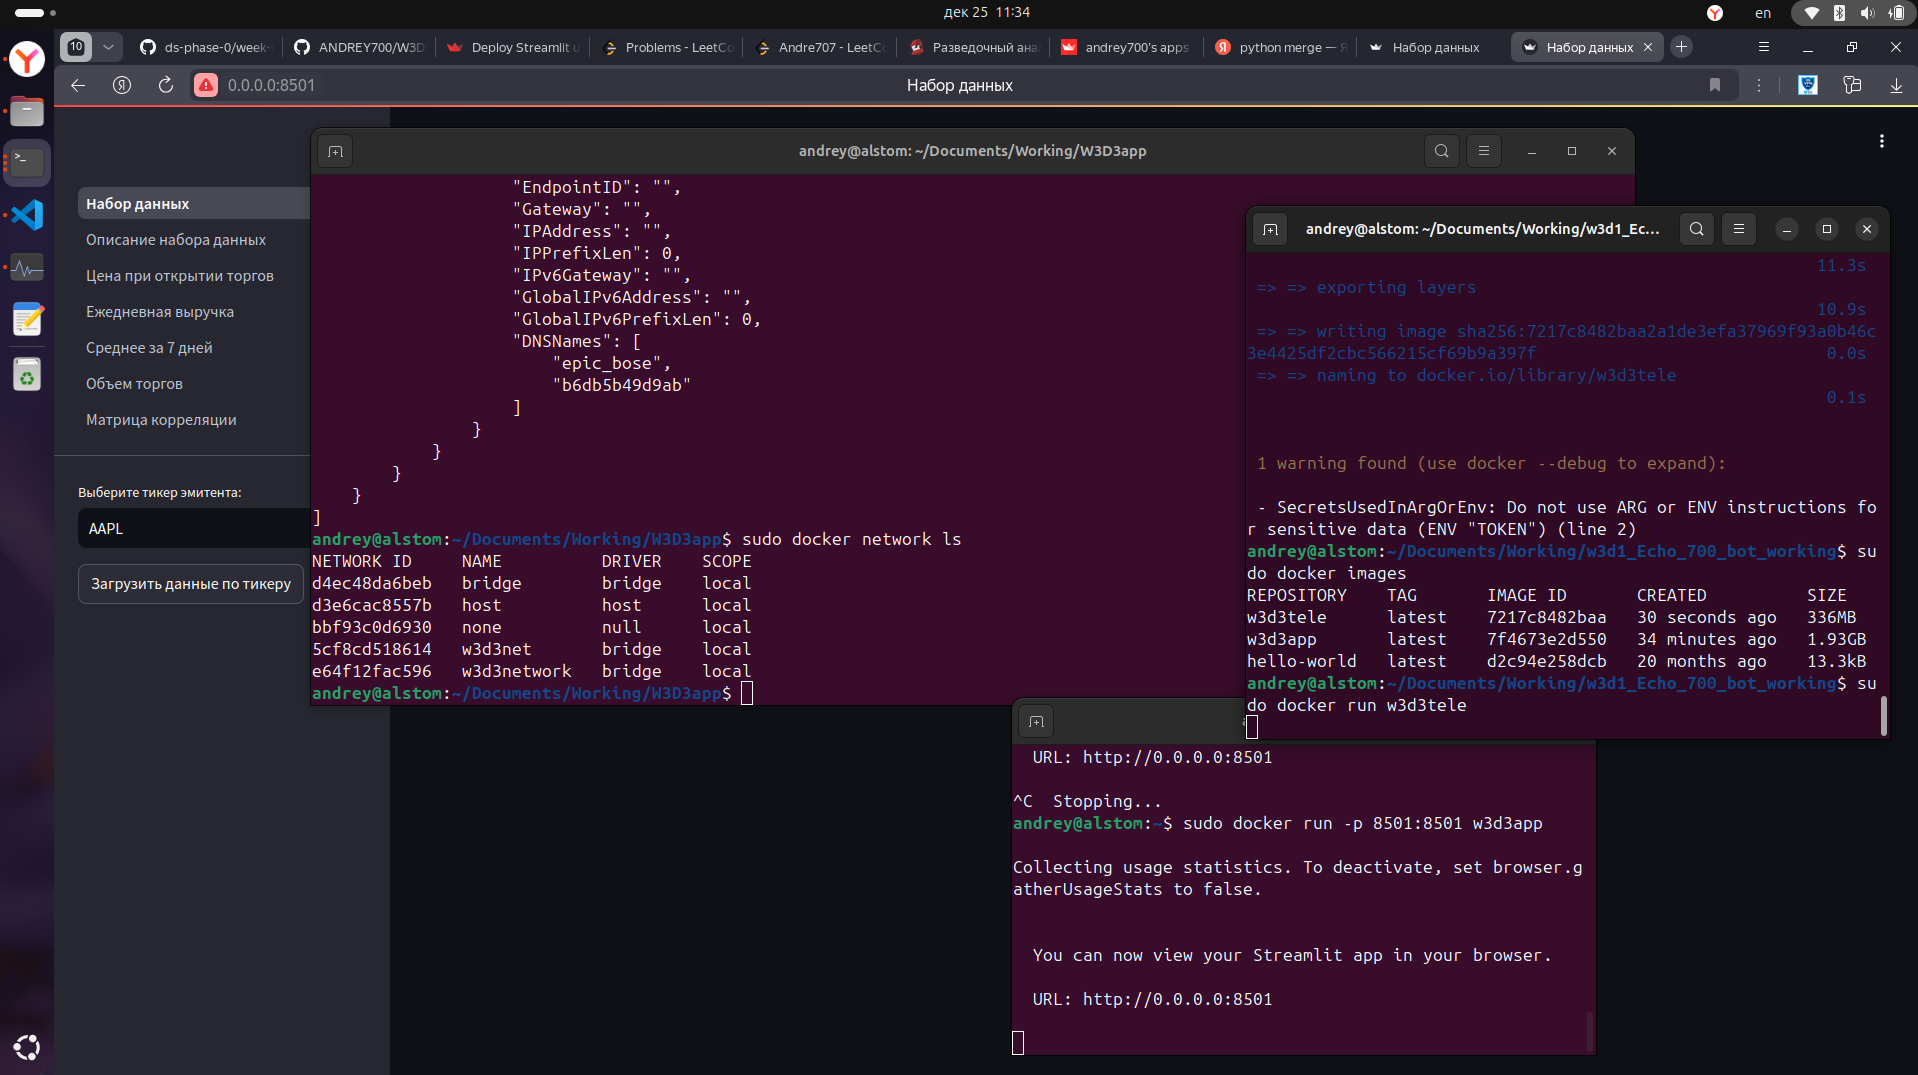 дек 25 11:34
en
10
ds-phase-0/week-
ANDREY700/W3D
Deploy Streamlit u
Problems - LeetCo
Andre707 - LeetCo
Разведочный ана
andrey700's apps
python merge — Я
Набор данных
Набор данных
0.0.0.0:8501
Набор данных
Набор данных
Описание набора данных
Цена при открытии торгов
Ежедневная выручка
Среднее за 7 дней
Объем торгов
Матрица корреляции
Выберите тикер эмитента:
AAPL
Загрузить данные по тикеру
andrey@alstom: ~/Documents/Working/W3D3app
"EndpointID": "",
"Gateway": "",
"IPAddress": "",
"IPPrefixLen": 0,
"IPv6Gateway": "",
"GlobalIPv6Address": "",
"GlobalIPv6PrefixLen": 0,
"DNSNames": [
"epic_bose",
"b6db5b49d9ab"
]
}
}
}
}
]
andrey@alstom:~/Documents/Working/W3D3app$ sudo docker network ls
NETWORK ID NAME DRIVER SCOPE
d4ec48da6beb bridge bridge local
d3e6cac8557b host host local
bbf93c0d6930 none null local
5cf8cd518614 w3d3net bridge local
e64f12fac596 w3d3network bridge local
andrey@alstom:~/Documents/Working/W3D3app$
andrey@alstom: ~/Documents/Working/w3d1_Ec...
11.3s
=> => exporting layers
10.9s
=> => writing image sha256:7217c8482baa2a1de3efa37969f93a0b46c
3e4425df2cbc566215cf69b9a397f 0.0s
=> => naming to docker.io/library/w3d3tele
0.1s
1 warning found (use docker --debug to expand):
- SecretsUsedInArgOrEnv: Do not use ARG or ENV instructions fo
r sensitive data (ENV "TOKEN") (line 2)
andrey@alstom:~/Documents/Working/w3d1_Echo_700_bot_working$ su
do docker images
REPOSITORY TAG IMAGE ID CREATED SIZE
w3d3tele latest 7217c8482baa 30 seconds ago 336MB
w3d3app latest 7f4673e2d550 34 minutes ago 1.93GB
hello-world latest d2c94e258dcb 20 months ago 13.3kB
andrey@alstom:~/Documents/Working/w3d1_Echo_700_bot_working$ su
do docker run w3d3tele
URL: http://0.0.0.0:8501
^C Stopping...
andrey@alstom:~$ sudo docker run -p 8501:8501 w3d3app
Collecting usage statistics. To deactivate, set browser.g
atherUsageStats to false.
You can now view your Streamlit app in your browser.
URL: http://0.0.0.0:8501